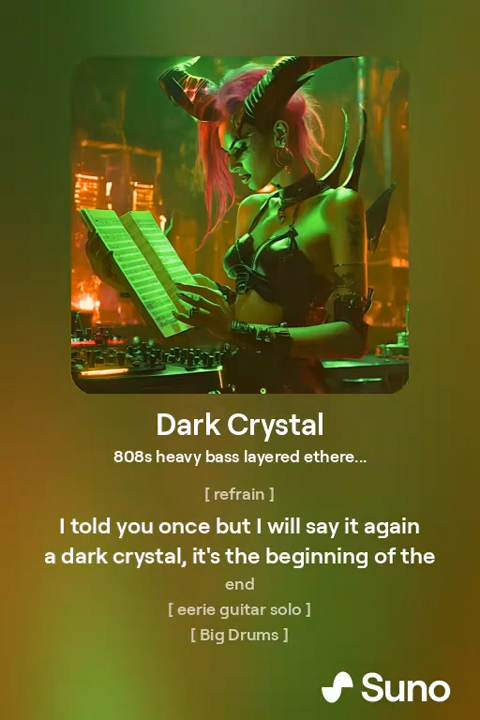 Dark Crystal
808s heavy bass layered ethere...
[ refrain ]
I told you once but I will say it again
a dark crystal, it's the beginning of the
end
[ eerie guitar solo ]
[ Big Drums ]
Suno